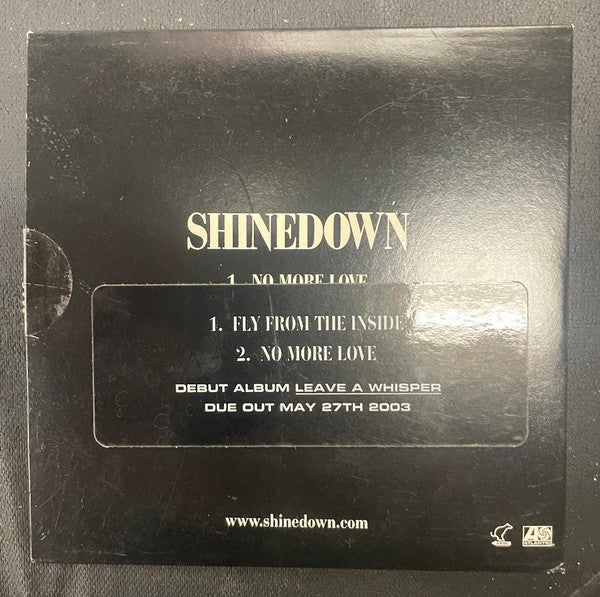 SHINEDOWN
1. NO MORE LOVE
1. FLY FROM THE INSIDE
2. NO MORE LOVE
DEBUT ALBUM LEAVE A WHISPER
DUE OUT MAY 27TH 2003
www.shinedown.com
ATLANTIC